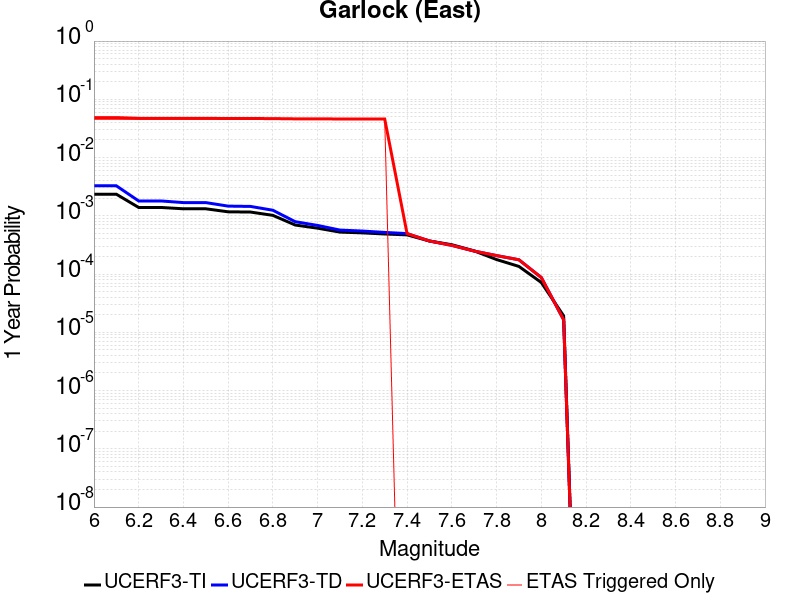 Garlock (East)
10^0
10^-1
10^-2
10^-3
10^-4
10^-5
10^-6
10^-7
10^-8
1 Year Probability
6 6.2 6.4 6.6 6.8 7 7.2 7.4 7.6 7.8 8 8.2 8.4 8.6 8.8 9
Magnitude
UCERF3-TI UCERF3-TD UCERF3-ETAS ETAS Triggered Only